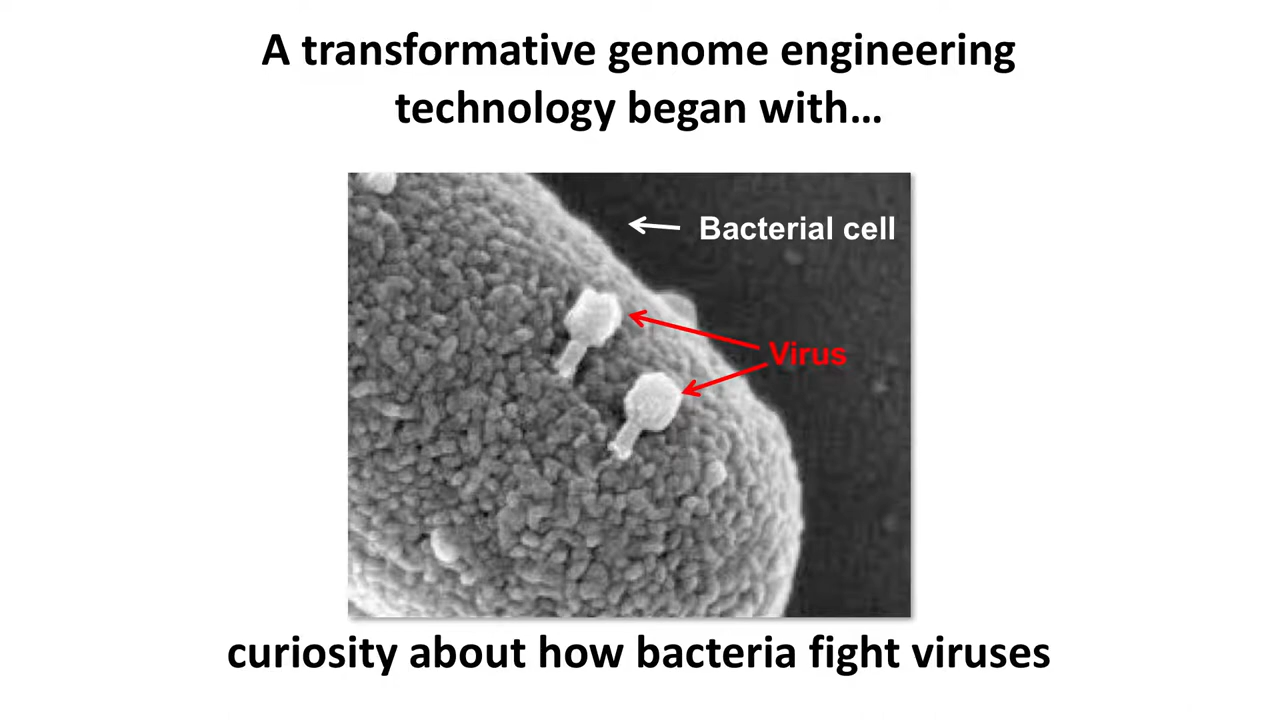 A transformative genome engineering
technology began with…
Bacterial cell
Virus
curiosity about how bacteria fight viruses